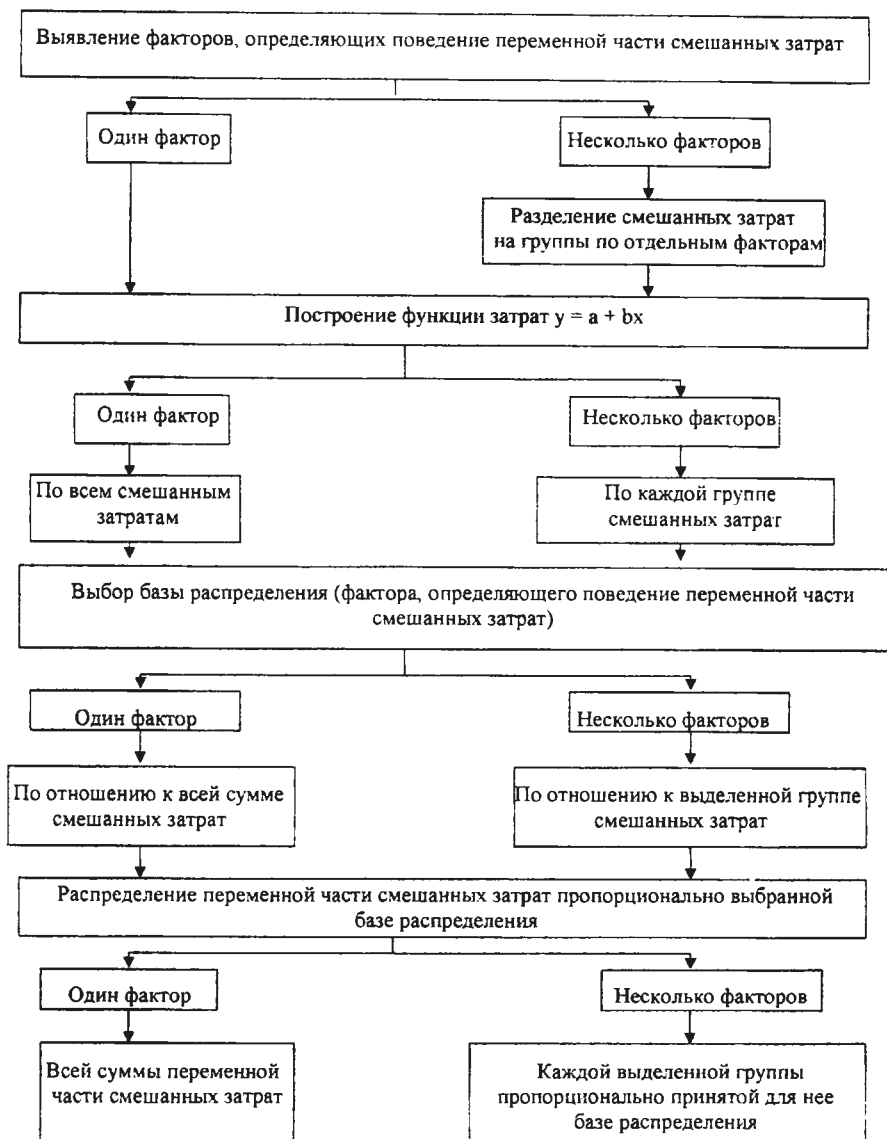 Выявление факторов, определяющих поведение переменной части смешанных затрат
Один фактор
Несколько факторов
Разделение смешанных затрат
на группы по отдельным факторам
Построение функции затрат y = a + bx
Один фактор
Несколько факторов
По всем смешанным
затратам
По каждой группе
смешанных затрат
Выбор базы распределения (фактора, определяющего поведение переменной части
смешанных затрат)
Один фактор
Несколько факторов
По отношению к всей сумме
смешанных затрат
По отношению к выделенной группе
смешанных затрат
Распределение переменной части смешанных затрат пропорционально выбранной
базе распределения
Один фактор
Несколько факторов
Всей суммы переменной
части смешанных затрат
Каждой выделенной группы
пропорционально принятой для нее
базе распределения